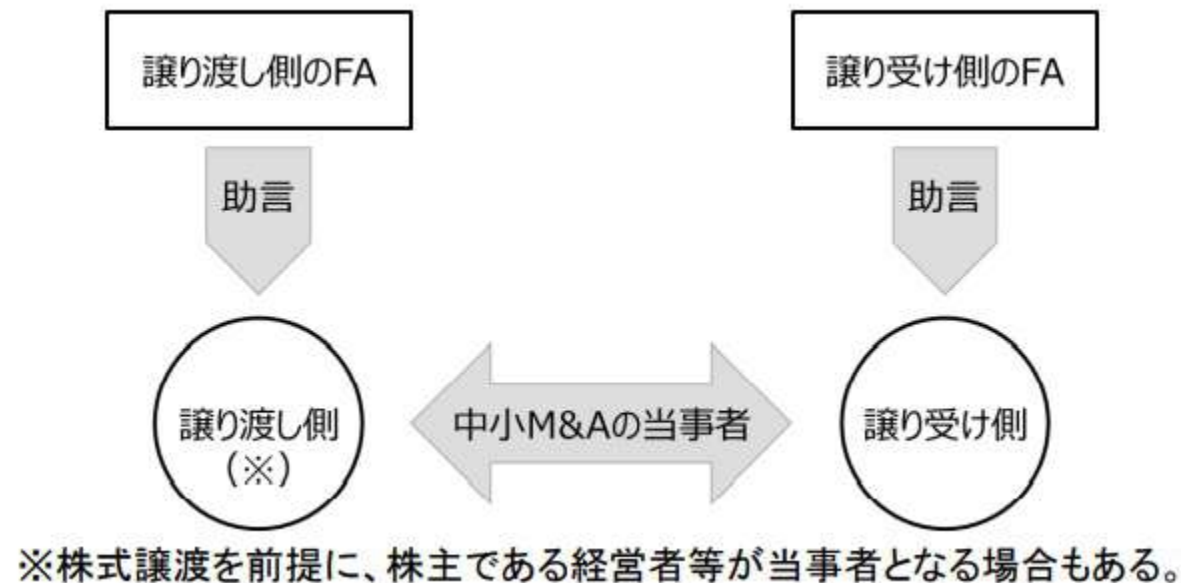 譲り渡し側のFA
譲り受け側のFA
助言
助言
譲り渡し側
（※）
中小M&Aの当事者
譲り受け側
※株式譲渡を前提に、株主である経営者等が当事者となる場合もある。